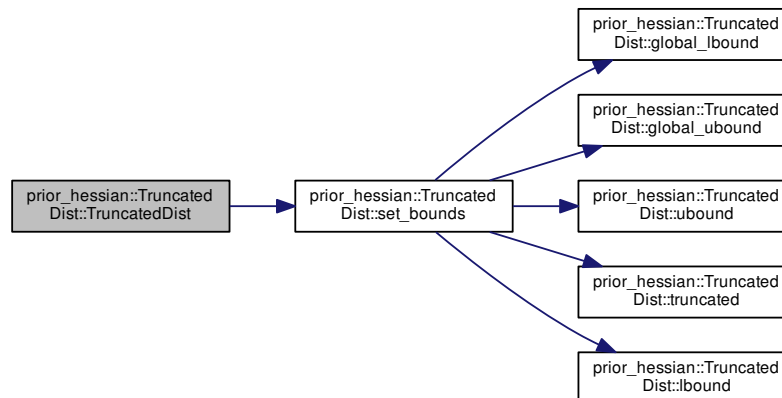 prior_hessian::Truncated
Dist::TruncatedDist
prior_hessian::Truncated
Dist::set_bounds
prior_hessian::Truncated
Dist::global_lbound
prior_hessian::Truncated
Dist::global_ubound
prior_hessian::Truncated
Dist::ubound
prior_hessian::Truncated
Dist::truncated
prior_hessian::Truncated
Dist::lbound